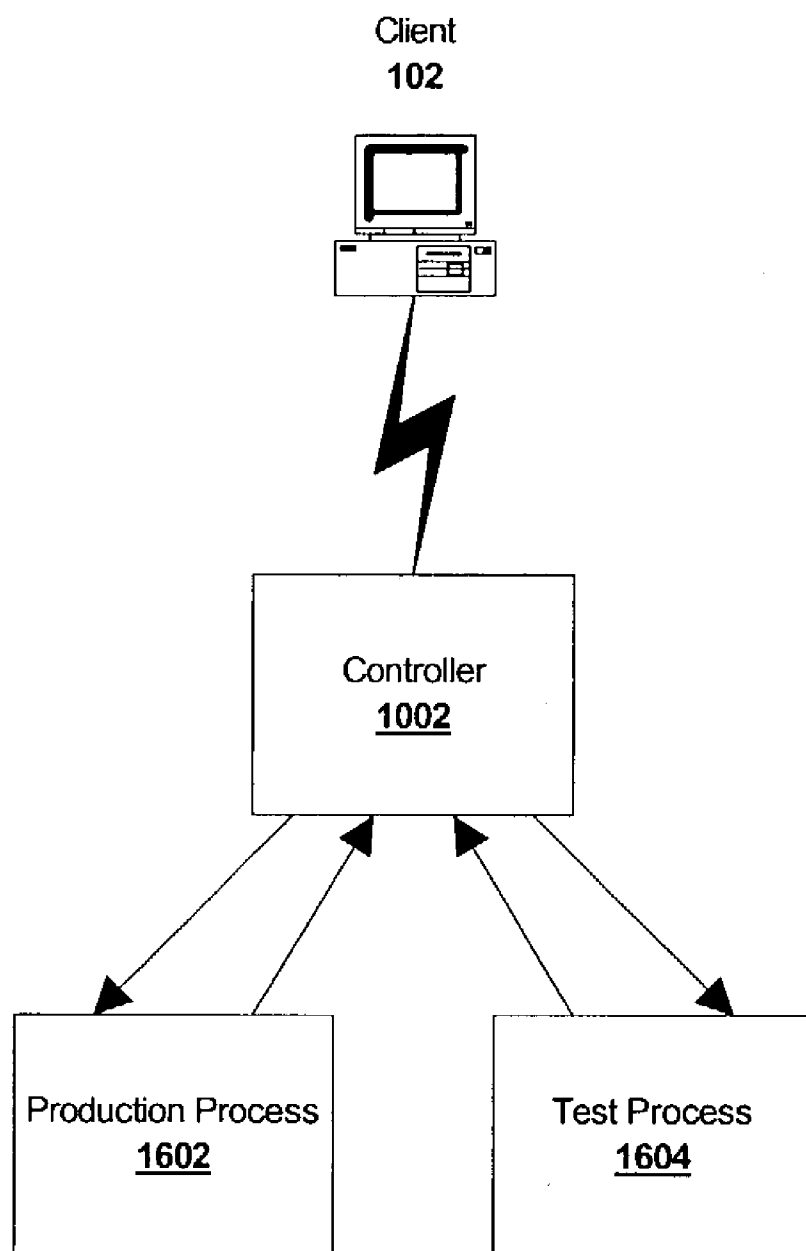 Client
102
Controller
1002
Production Process
1602
Test Process
1604